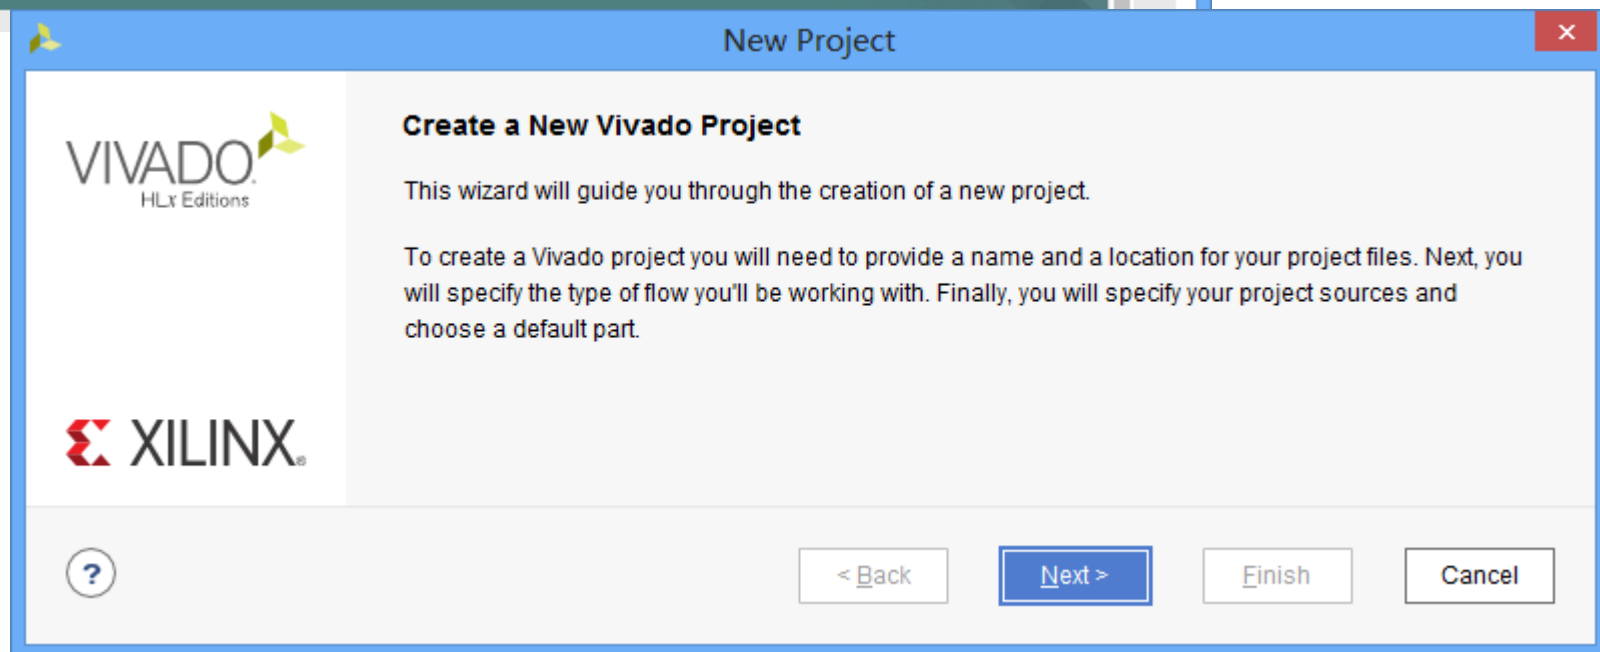 New Project
VIVADO.
HLx Editions
Create a New Vivado Project
This wizard will guide you through the creation of a new project.
To create a Vivado project you will need to provide a name and a location for your project files. Next, you
will specify the type of flow you'll be working with. Finally, you will specify your project sources and
choose a default part.
XILINX®
?
< Back
Next >
Finish
Cancel